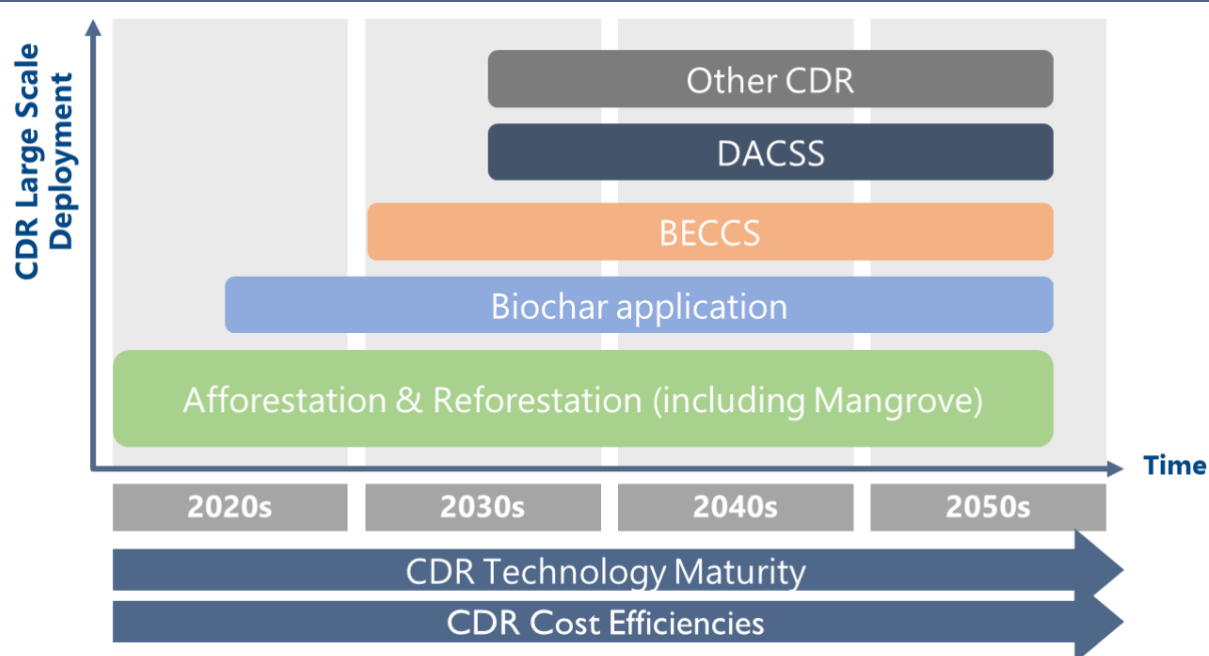 CDR Large Scale
Deployment
Other CDR
DACSS
BECCS
Biochar application
Afforestation & Reforestation (including Mangrove)
Time
2020s
2030s
2040s
2050s
CDR Technology Maturity
CDR Cost Efficiencies